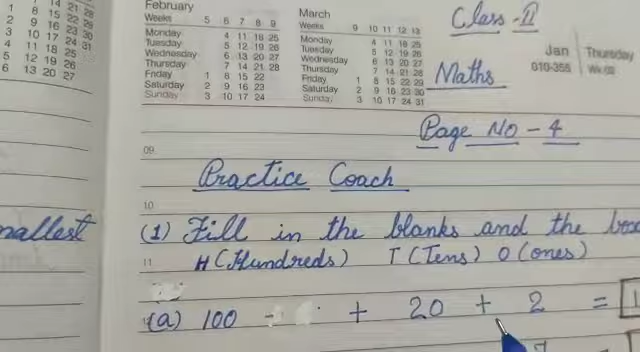 February
Weeks 5 6 7 8 9
Monday 4 11 18 25
Tuesday 5 12 19 26
Wednesday 6 13 20 27
Thursday 7 14 21 28
Friday 1 8 15 22
Saturday 2 9 16 23
Sunday 3 10 17 24
March
Weeks 9 10 11 12 13
Monday 4 11 18 25
Tuesday 5 12 19 26
Wednesday 6 13 20 27
Thursday 7 14 21 28
Friday 1 8 15 22 29
Saturday 2 9 16 23 30
Sunday 3 10 17 24 31
Class - II
Maths
Jan Thursday
010-355
Page No - 4
09
Practice Coach
10
(1) Fill in the blanks and the
11 H (Hundreds) T (Tens) O (ones)
(a) 100 + 20 + 2 =